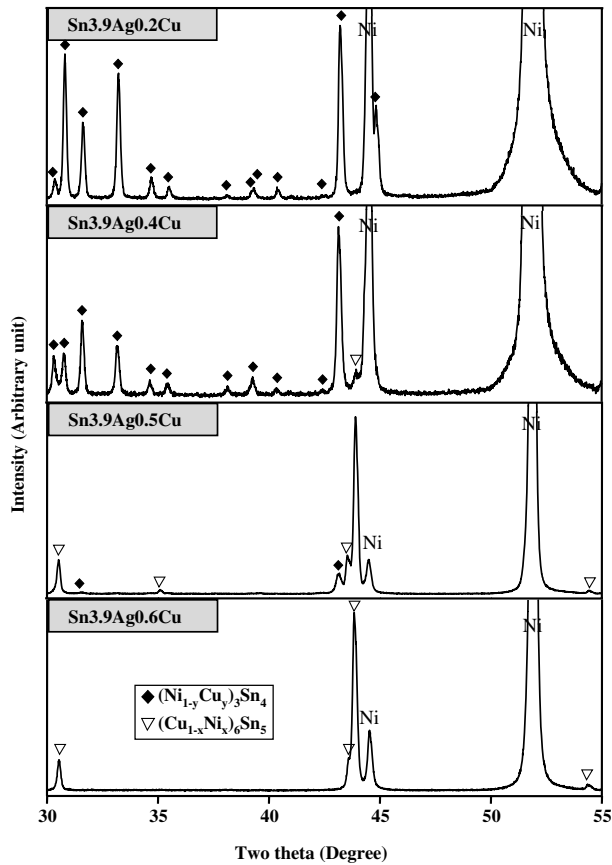 Sn3.9Ag0.2Cu
Ni
Ni
Sn3.9Ag0.4Cu
Ni
Ni
Sn3.9Ag0.5Cu
Ni
Ni
Sn3.9Ag0.6Cu
Ni
Ni
(Ni1-yCuy)3Sn4
(Cu1-xNix)6Sn5
Intensity (Arbitrary unit)
30 35 40 45 50 55
Two theta (Degree)